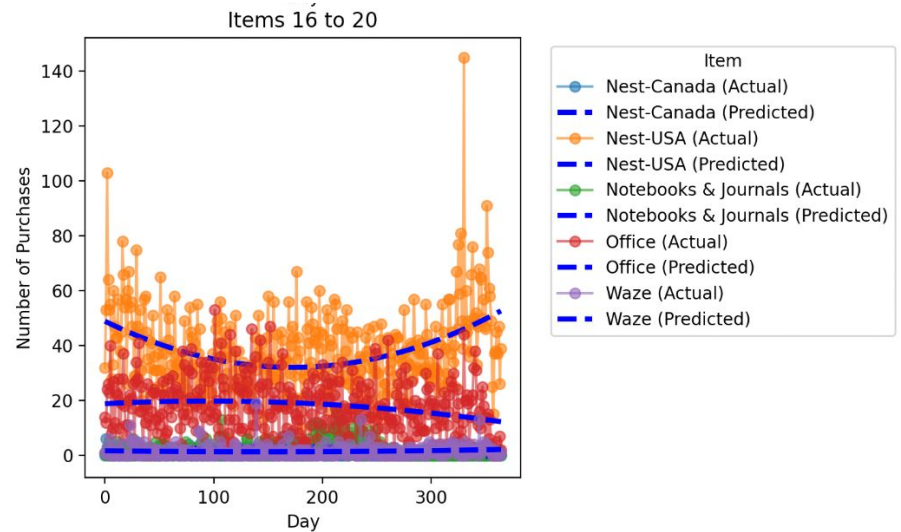 Items 16 to 20
Number of Purchases
140
120
100
80
60
40
20
0
0
100
200
300
Day
Item
Nest-Canada (Actual)
Nest-Canada (Predicted)
Nest-USA (Actual)
Nest-USA (Predicted)
Notebooks & Journals (Actual)
Notebooks & Journals (Predicted)
Office (Actual)
Office (Predicted)
Waze (Actual)
Waze (Predicted)